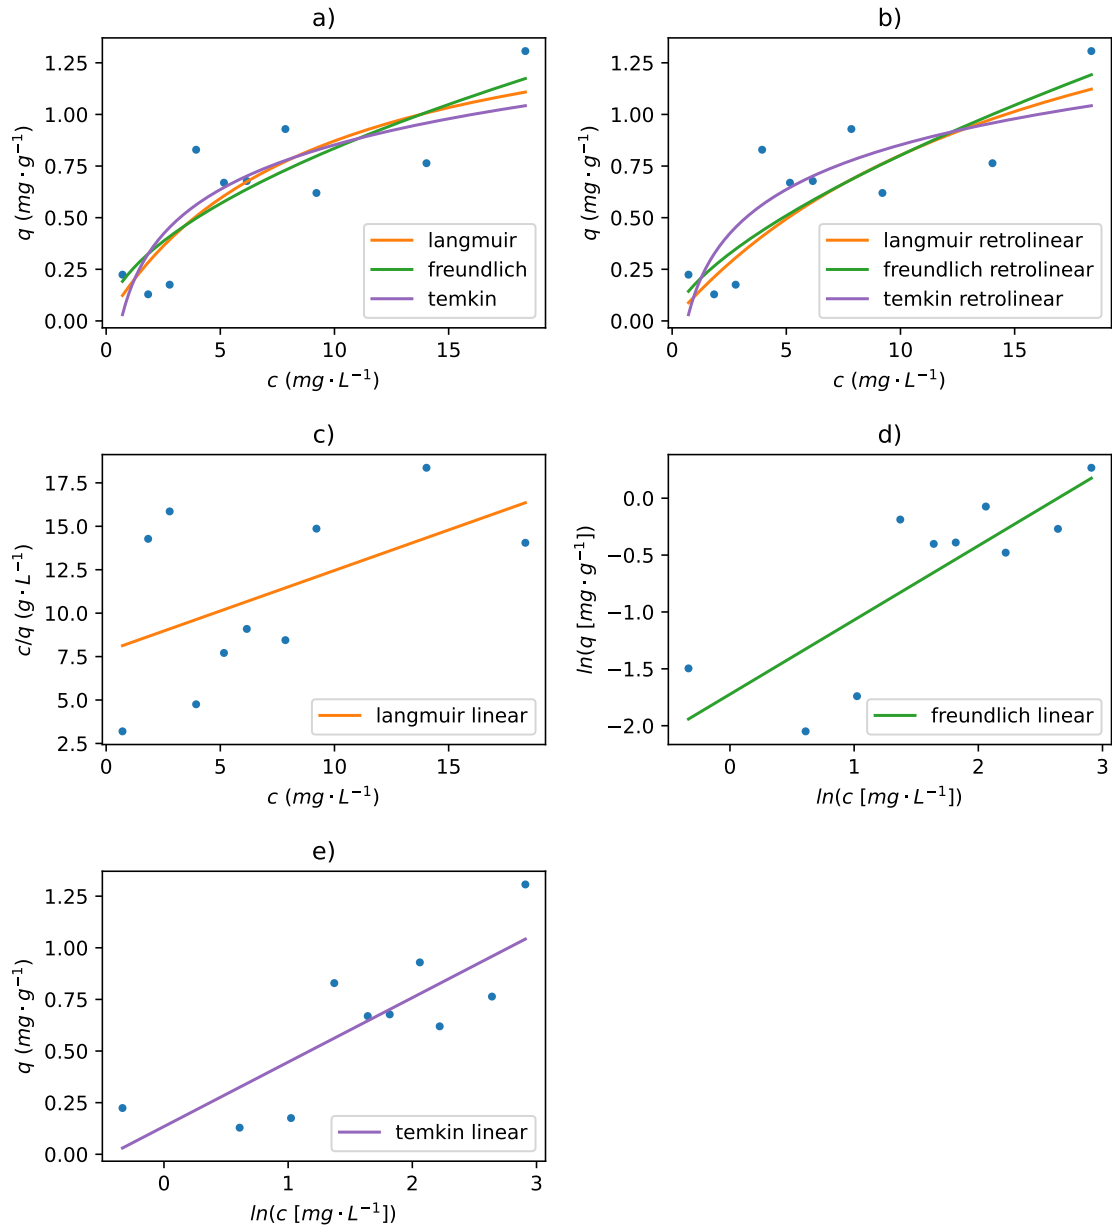 a)
1.25
1.00
0.75
0.50
0.25
0.00
q (mg · g⁻¹)
langmuir
freundlich
temkin
0
5
10
15
c (mg · L⁻¹)
b)
1.25
1.00
0.75
0.50
0.25
0.00
q (mg · g⁻¹)
langmuir retrolinear
freundlich retrolinear
temkin retrolinear
0
5
10
15
c (mg · L⁻¹)
c)
17.5
15.0
12.5
10.0
7.5
5.0
2.5
c/q (g · L⁻¹)
langmuir linear
0
5
10
15
c (mg · L⁻¹)
d)
0.0
−0.5
−1.0
−1.5
−2.0
ln(q [mg · g⁻¹])
freundlich linear
0
1
2
3
ln(c [mg · L⁻¹])
e)
1.25
1.00
0.75
0.50
0.25
0.00
q (mg · g⁻¹)
temkin linear
0
1
2
3
ln(c [mg · L⁻¹])